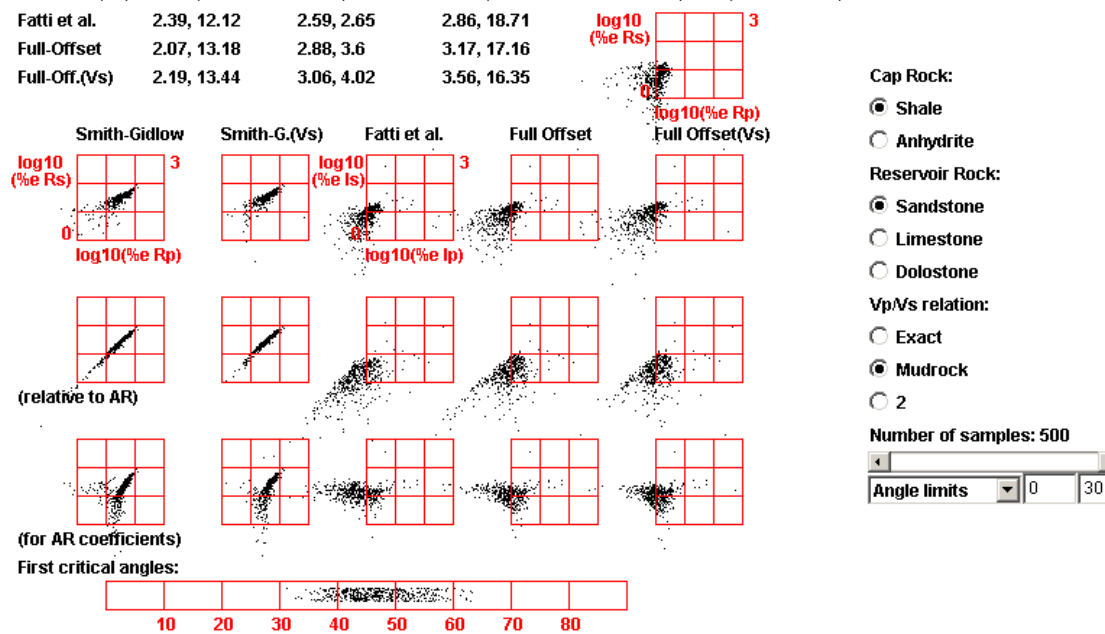 Fatti et al. 2.39, 12.12 2.59, 2.65 2.86, 18.71
Full-Offset 2.07, 13.18 2.88, 3.6 3.17, 17.16
Full-Off.(Vs) 2.19, 13.44 3.06, 4.02 3.56, 16.35
log10 3
(%e Rs)
0
log10(%e Rp)
Smith-Gidlow Smith-G.(Vs) Fatti et al. Full Offset Full Offset(Vs)
log10 3 log10 3
(%e Rs) (%e Is)
0 0
log10(%e Rp) log10(%e Ip)
(relative to AR)
(for AR coefficients)
First critical angles:
10 20 30 40 50 60 70 80
Cap Rock:
Shale
Anhydrite
Reservoir Rock:
Sandstone
Limestone
Dolostone
Vp/Vs relation:
Exact
Mudrock
2
Number of samples: 500
Angle limits 0 30